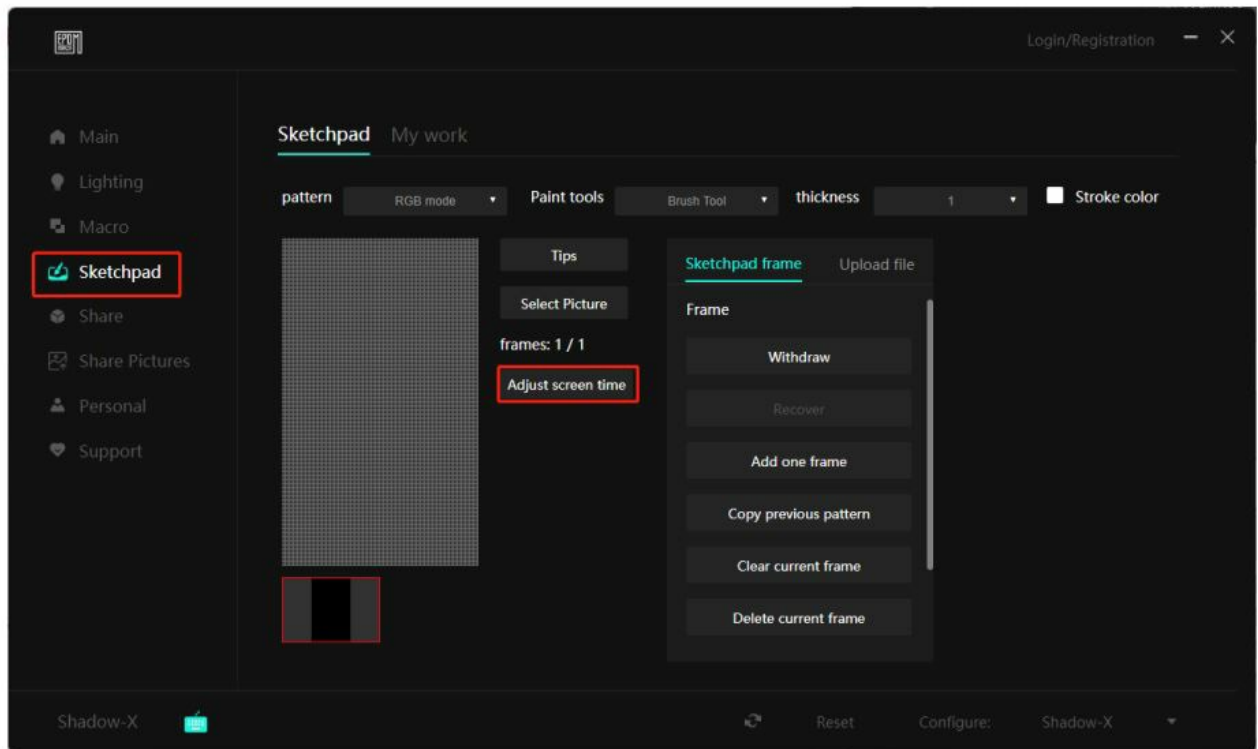 EPOMAKER
Login/Registration
Main
Lighting
Macro
Sketchpad
Share
Share Pictures
Personal
Support
Sketchpad My work
pattern RGB mode Paint tools Brush Tool thickness 1 Stroke color
Tips
Select Picture
frames: 1 / 1
Adjust screen time
Sketchpad frame Upload file
Frame
Withdraw
Recover
Add one frame
Copy previous pattern
Clear current frame
Delete current frame
Shadow-X Reset Configure: Shadow-X